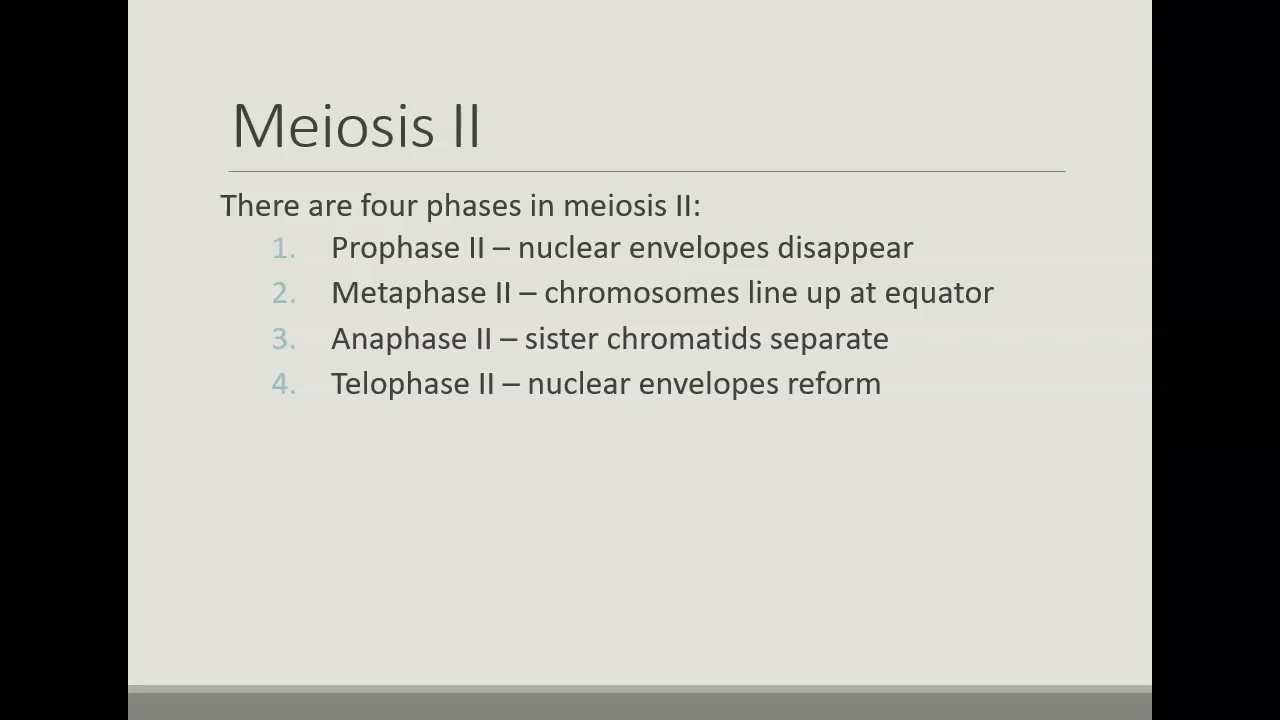 Meiosis II
There are four phases in meiosis II:
1. Prophase II – nuclear envelopes disappear
2. Metaphase II – chromosomes line up at equator
3. Anaphase II – sister chromatids separate
4. Telophase II – nuclear envelopes reform